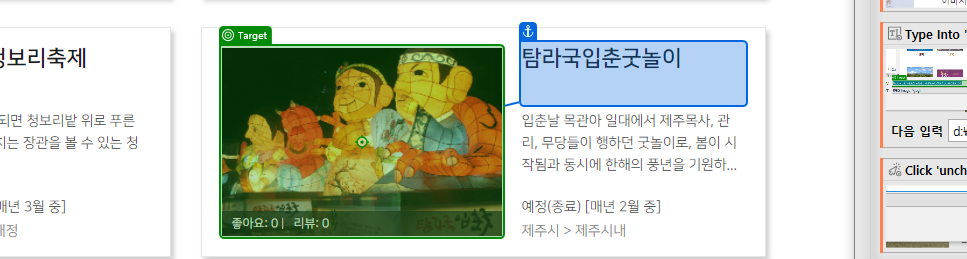 청보리축제
되면 청보리밭 위로 푸른
지는 장관을 볼 수 있는 청
매년 3월 중]
예정
Target
탐라국입춘굿놀이
입춘날 목관아 일대에서 제주목사, 관
리, 무당들이 행하던 굿놀이로, 봄이 시
작됨과 동시에 한해의 풍년을 기원하...
좋아요: 0 | 리뷰: 0
예정(종료) [매년 2월 중]
제주시 > 제주시내
Type Into '
다음 입력
d:\
Click 'unch